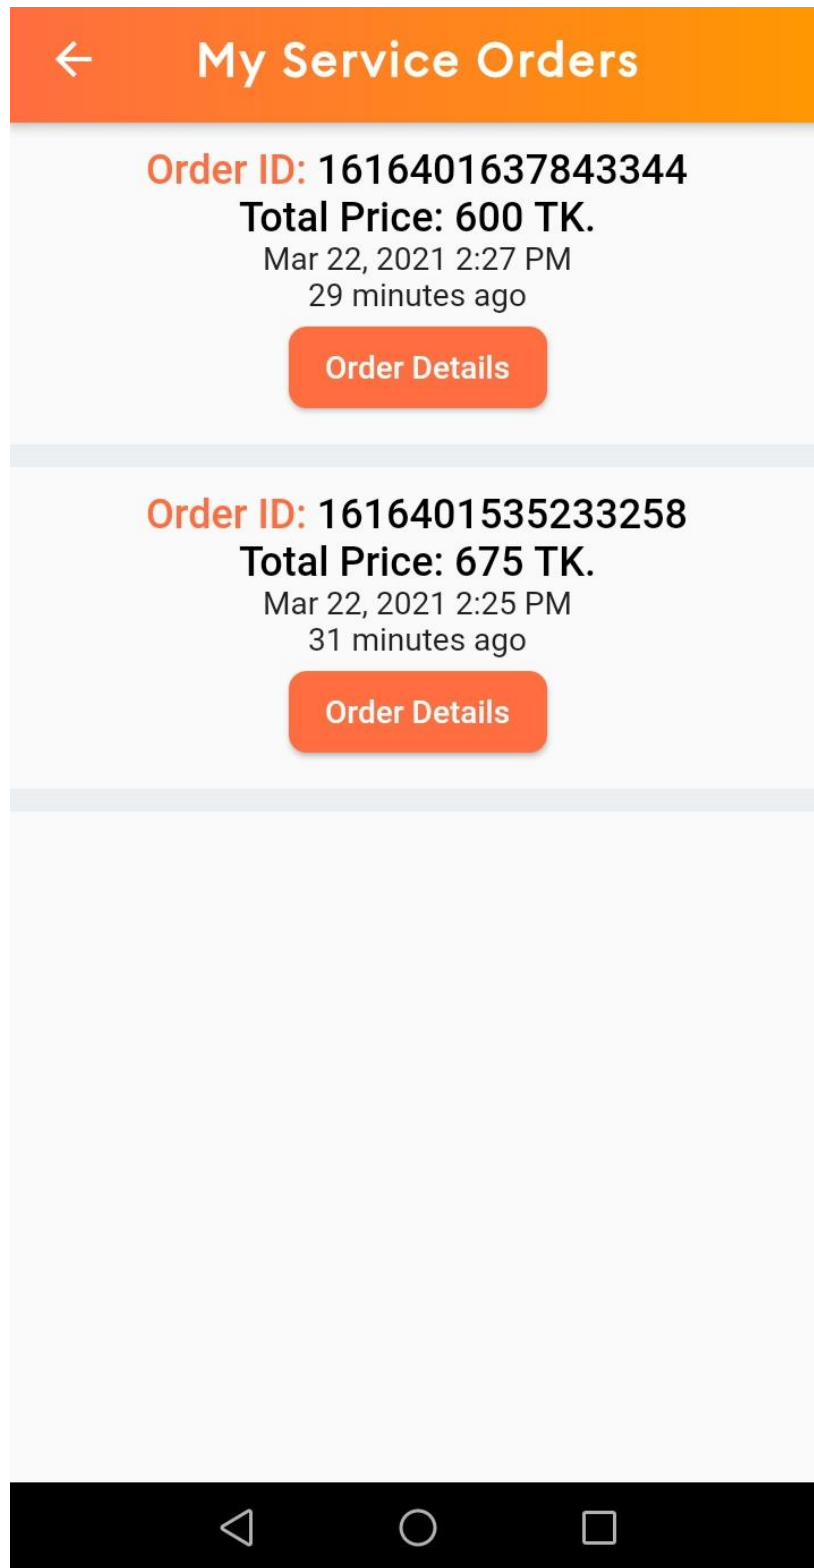 My Service Orders
Order ID: 1616401637843344
Total Price: 600 TK.
Mar 22, 2021 2:27 PM
29 minutes ago
Order Details
Order ID: 1616401535233258
Total Price: 675 TK.
Mar 22, 2021 2:25 PM
31 minutes ago
Order Details